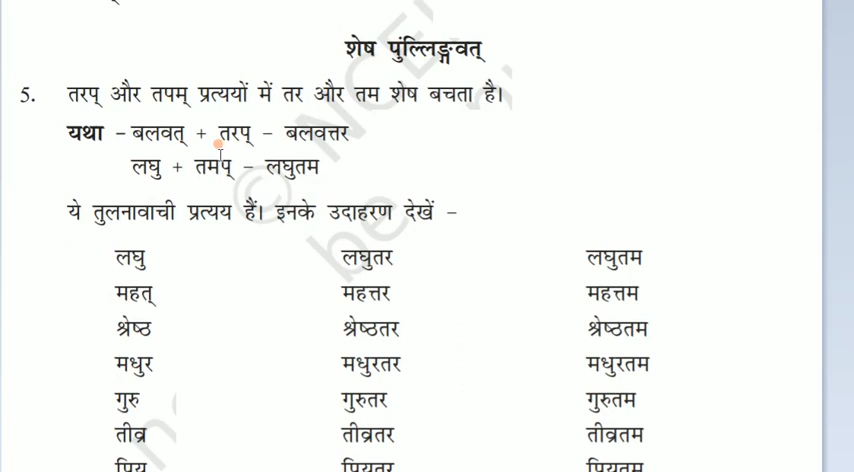 शेष पुंल्लिङ्गवत्
5. तरप् और तपम् प्रत्ययों में तर और तम शेष बचता है।
यथा - बलवत् + तरप् - बलवत्तर
लघु + तमप् - लघुतम
ये तुलनावाची प्रत्यय हैं। इनके उदाहरण देखें -
लघु लघुतर लघुतम
महत् महत्तर महत्तम
श्रेष्ठ श्रेष्ठतर श्रेष्ठतम
मधुर मधुरतर मधुरतम
गुरु गुरुतर गुरुतम
तीव्र तीव्रतर तीव्रतम
प्रिय प्रियतर प्रियतम